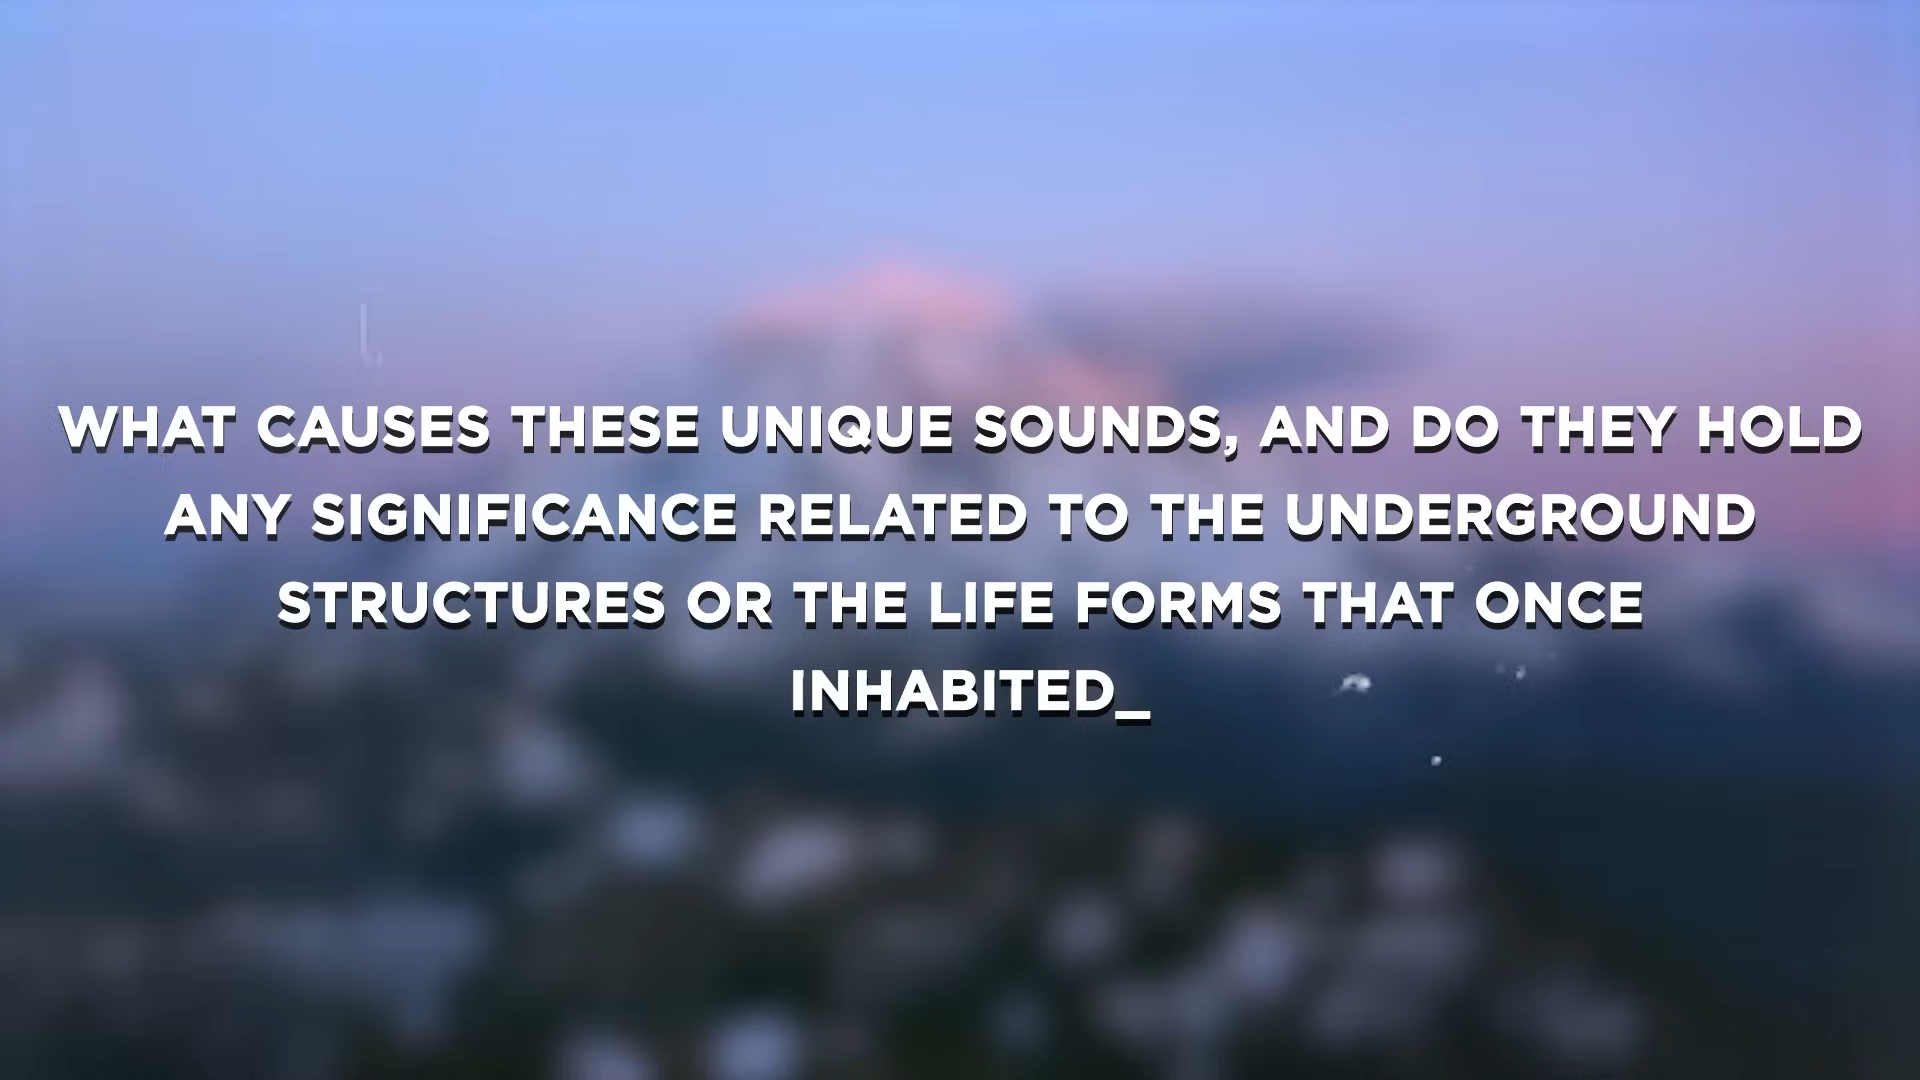 WHAT CAUSES THESE UNIQUE SOUNDS, AND DO THEY HOLD
ANY SIGNIFICANCE RELATED TO THE UNDERGROUND
STRUCTURES OR THE LIFE FORMS THAT ONCE
INHABITED_